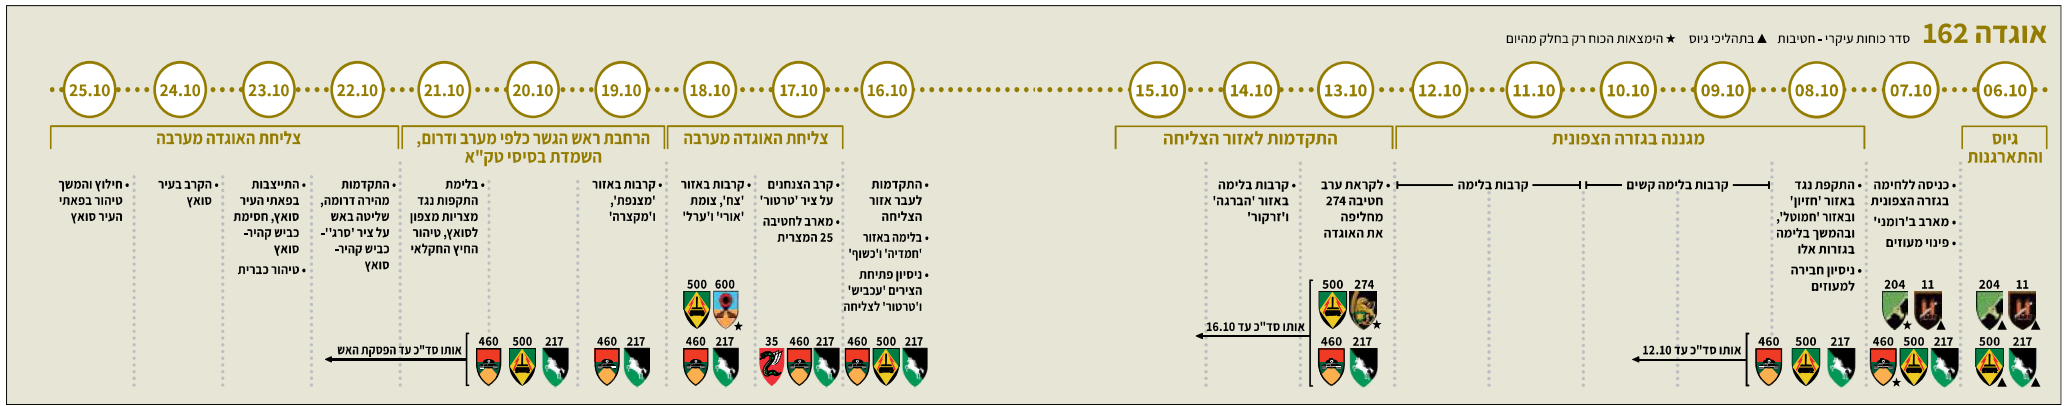 אוגדה 162
סדר כוחות עיקרי - חטיבות ▲ בתהליכי גיוס ★ הימצאות הכוח רק בחלק מהיום
06.10
07.10
08.10
09.10
10.10
11.10
12.10
13.10
14.10
15.10
16.10
17.10
18.10
19.10
20.10
21.10
22.10
23.10
24.10
25.10
גיוס
והתארגנות
מגננה בגזרה הצפונית
התקדמות לאזור הצליחה
צליחת האוגדה מערבה
הרחבת ראש הגשר כלפי מערב ודרום,
השמדת בסיסי טק"א
צליחת האוגדה מערבה
• כניסה ללחימה
בגזרה הצפונית
• מארב ב'רומני'
• פינוי מעוזים
• התקפת נגד
באזור 'חזיון'
ובאזור 'חמוטל',
ובהמשך בלימה
בגזרות אלו
• ניסיון חבירה
למעוזים
קרבות בלימה קשים
קרבות בלימה
• לקראת ערב
חטיבה 274
מחליפה
את האוגדה
• קרבות בלימה
באזור 'הברגה'
ו'זרקור'
• התקדמות
לעבר אזור
הצליחה
• בלימה באזור
'חמדיה' ו'כשוף'
• ניסיון פתיחת
הצירים 'עכביש'
ו'טרטור' לצליחה
• קרב הצנחנים
על ציר 'טרטור'
• מארב לחטיבה
25 המצרית
• קרבות באזור
'צח', צומת
'אורי' ו'ערל'
• קרבות באזור
'מצנפת',
ו'מקצרה'
• בלימת
התקפות נגד
מצריות מצפון
לסואץ, טיהור
החיץ החקלאי
• התקדמות
מהירה דרומה,
שליטה באש
על ציר 'סרג''-
כביש קהיר-
סואץ
• התייצבות
בפאתי העיר
סואץ, חסימת
כביש קהיר-
סואץ
• טיהור כברית
• הקרב בעיר
סואץ
• חילוץ והמשך
טיהור בפאתי
העיר סואץ
11 204
217 500
11 204
217 500 460
217 500 460
אותו סד"כ עד 12.10
274 500
217 460
אותו סד"כ עד 16.10
217 500 460
217 460 35
600 500
217 460
217 460
217 500 460
אותו סד"כ עד הפסקת האש